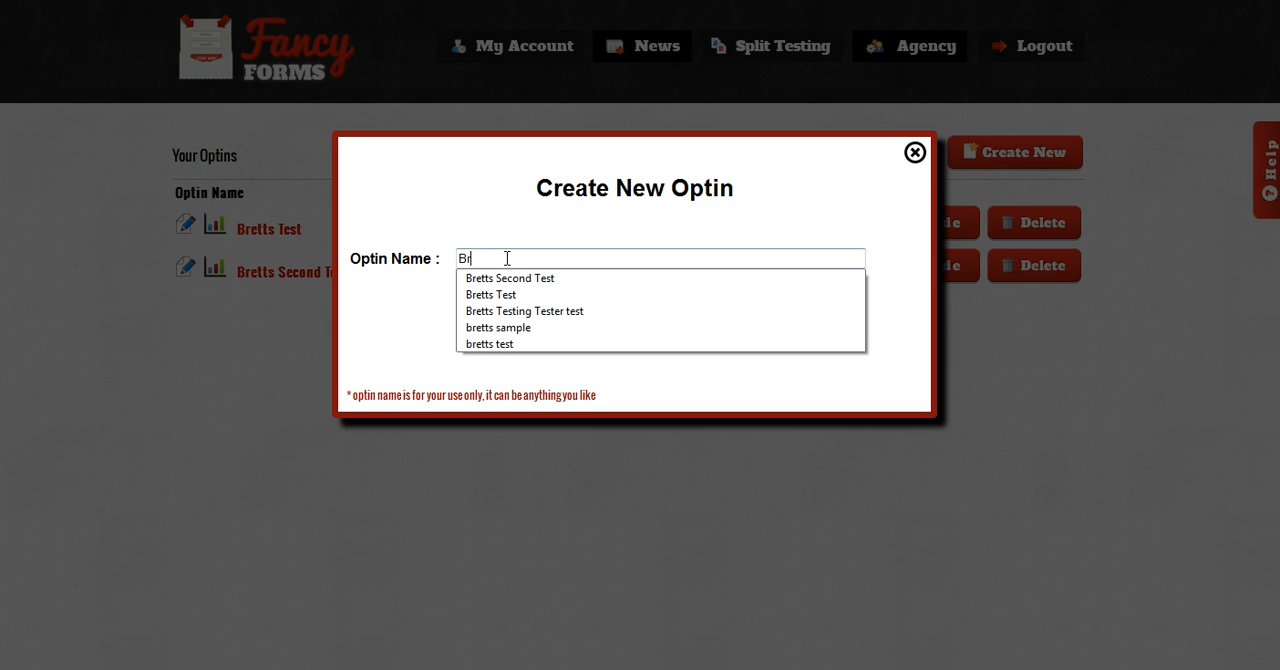 Fancy
FORMS
My Account
News
Split Testing
Agency
Logout
Your Optins
Create New
Optin Name
Bretts Test
Delete
Bretts Second
Delete
Help
Create New Optin
Optin Name :
Br
Bretts Second Test
Bretts Test
Bretts Testing Tester test
bretts sample
bretts test
* optin name is for your use only, it can be anything you like